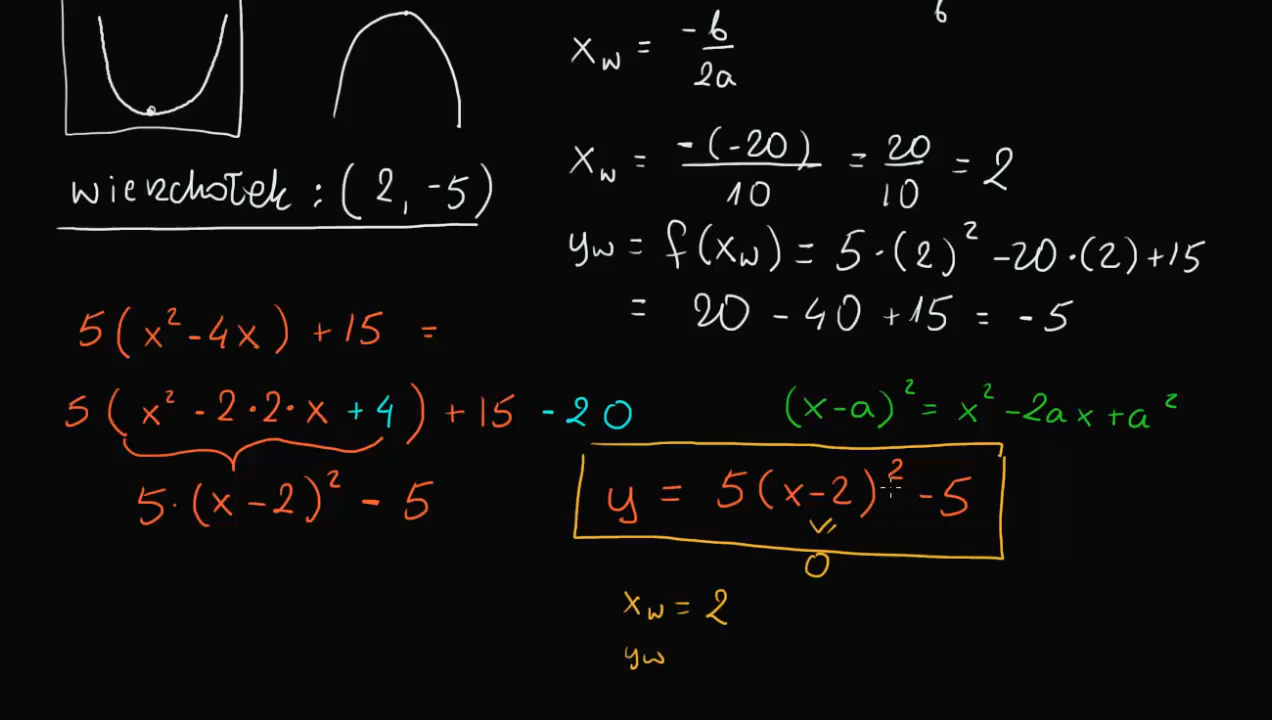 6
x_w = -b/2a
x_w = -(-20)/10 = 20/10 = 2
wierzchołek : (2, -5)
y_w = f(x_w) = 5·(2)² -20·(2)+15
= 20 - 40 +15 = -5
5(x² -4x) +15 =
5(x² -2·2·x +4) +15 -20
(x-a)² = x² -2ax +a²
5·(x-2)² - 5
y = 5(x-2)² -5
0
x_w = 2
y_w